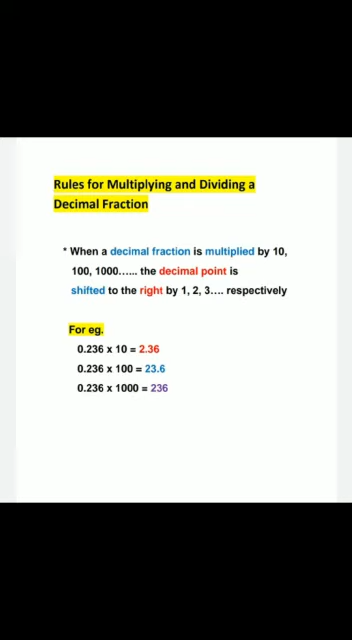 Rules for Multiplying and Dividing a
Decimal Fraction
* When a decimal fraction is multiplied by 10,
100, 1000…... the decimal point is
shifted to the right by 1, 2, 3…. respectively
For eg.
0.236 x 10 = 2.36
0.236 x 100 = 23.6
0.236 x 1000 = 236